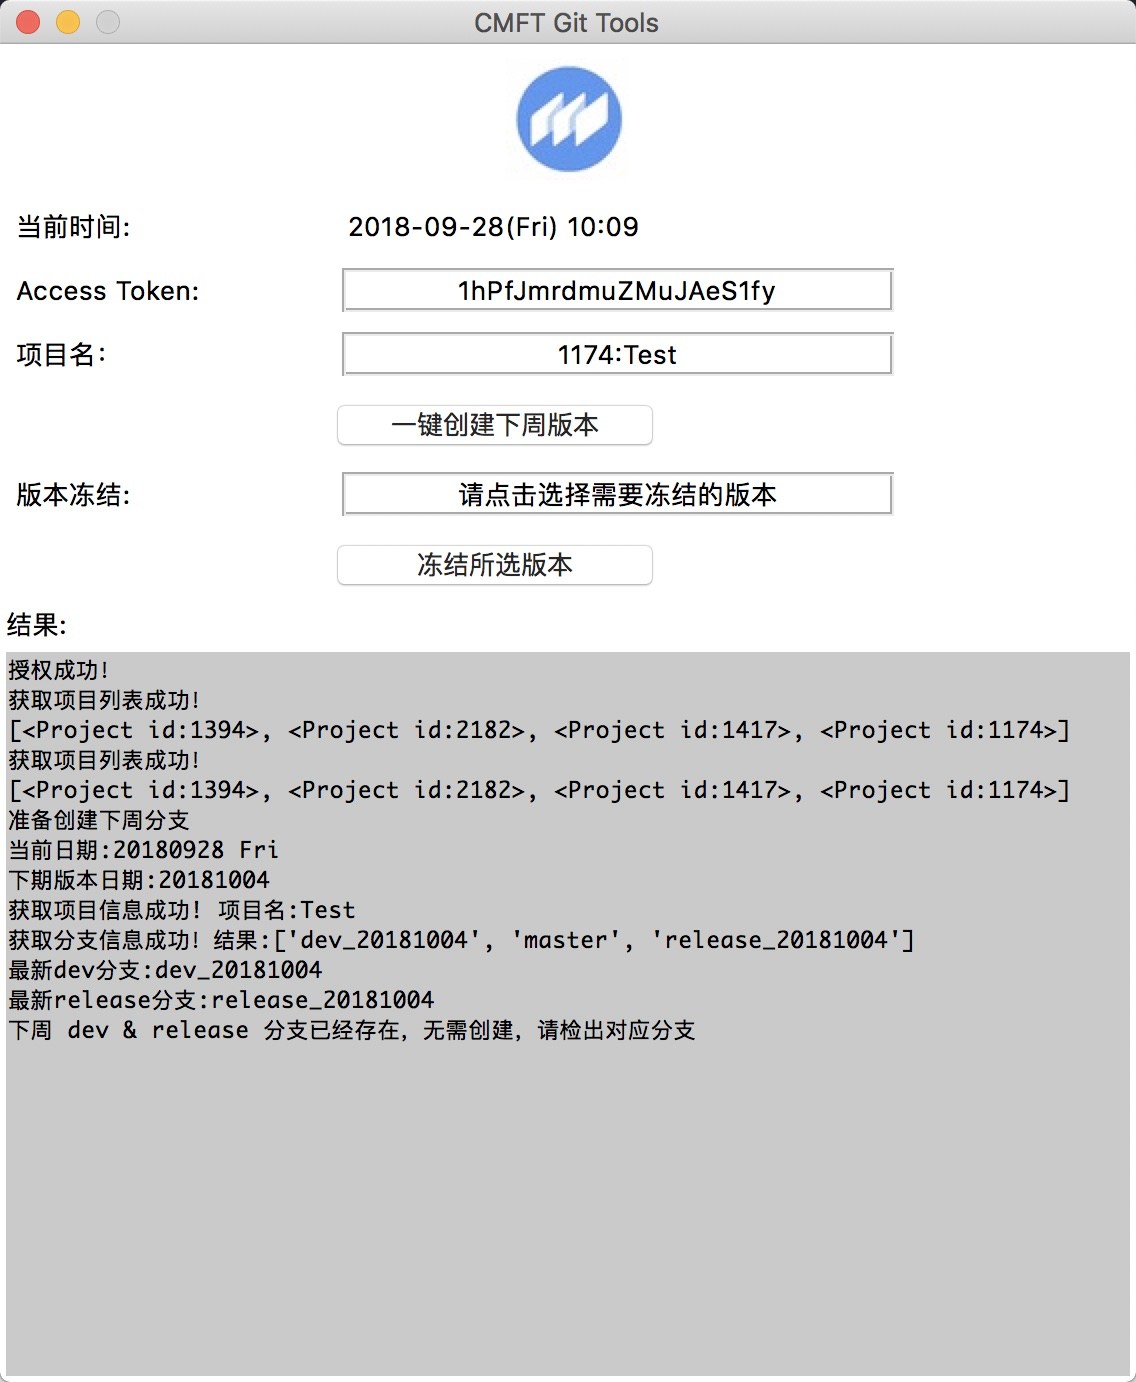 CMFT Git Tools
当前时间: 2018-09-28(Fri) 10:09
Access Token: 1hPfJmrdmuZMuJAeS1fy
项目名: 1174:Test
一键创建下周版本
版本冻结: 请点击选择需要冻结的版本
冻结所选版本
结果:
授权成功!
获取项目列表成功!
[<Project id:1394>, <Project id:2182>, <Project id:1417>, <Project id:1174>]
获取项目列表成功!
[<Project id:1394>, <Project id:2182>, <Project id:1417>, <Project id:1174>]
准备创建下周分支
当前日期:20180928 Fri
下期版本日期:20181004
获取项目信息成功! 项目名:Test
获取分支信息成功! 结果:['dev_20181004', 'master', 'release_20181004']
最新dev分支:dev_20181004
最新release分支:release_20181004
下周 dev & release 分支已经存在, 无需创建, 请检出对应分支